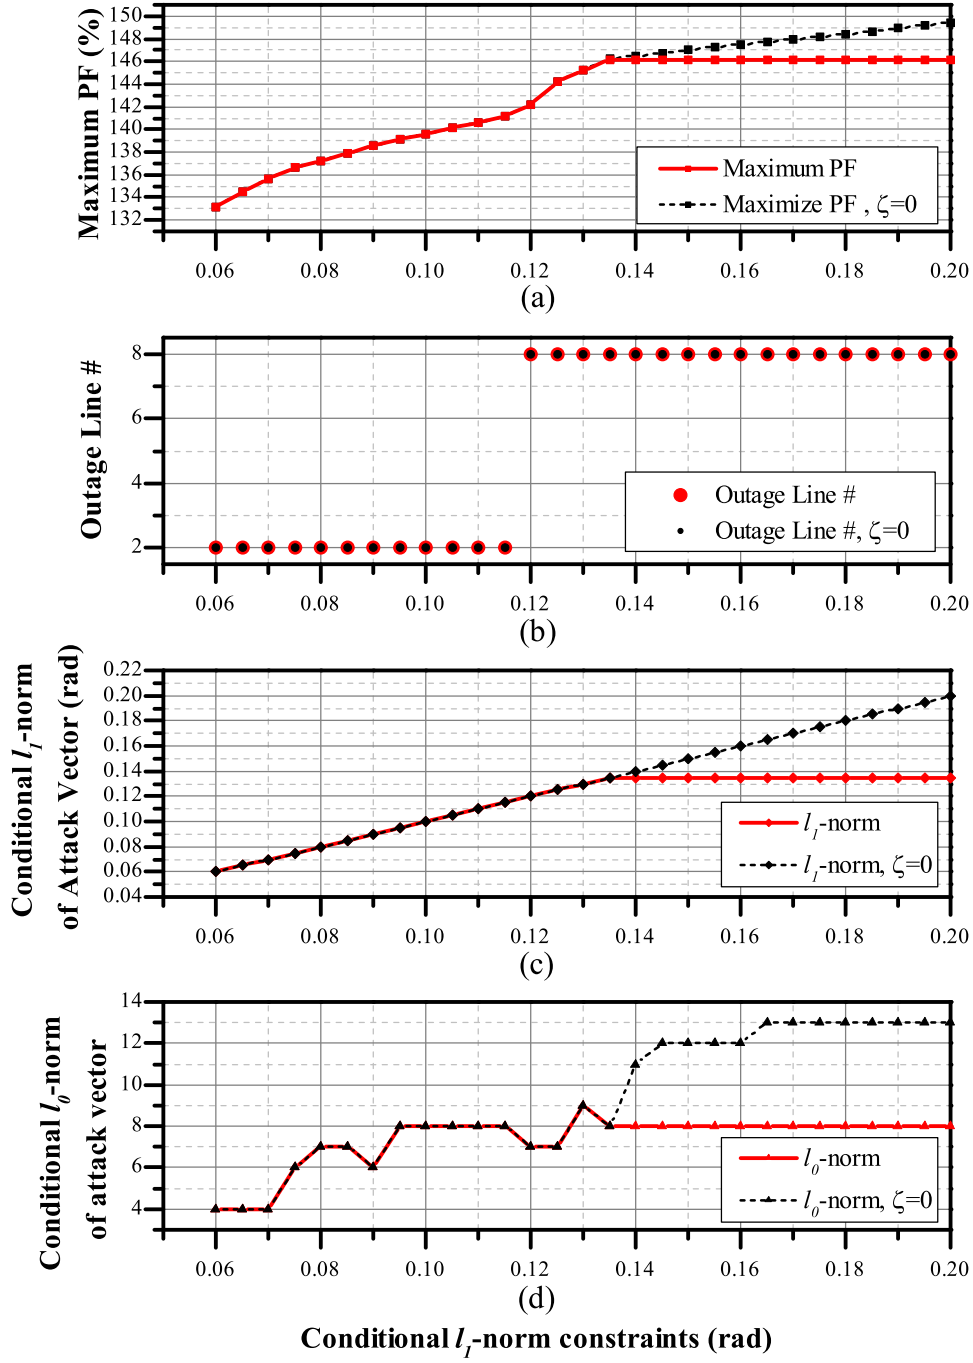 Maximum PF (%)
150
148
146
144
142
140
138
136
134
132
Maximum PF
Maximize PF , ζ=0
0.06 0.08 0.10 0.12 0.14 0.16 0.18 0.20
(a)
Outage Line #
8
6
4
2
Outage Line #
Outage Line #, ζ=0
0.06 0.08 0.10 0.12 0.14 0.16 0.18 0.20
(b)
Conditional l1-norm
of Attack Vector (rad)
0.22
0.20
0.18
0.16
0.14
0.12
0.10
0.08
0.06
0.04
l1-norm
l1-norm, ζ=0
0.06 0.08 0.10 0.12 0.14 0.16 0.18 0.20
(c)
Conditional l0-norm
of attack vector
14
12
10
8
6
4
l0-norm
l0-norm, ζ=0
0.06 0.08 0.10 0.12 0.14 0.16 0.18 0.20
(d)
Conditional l1-norm constraints (rad)